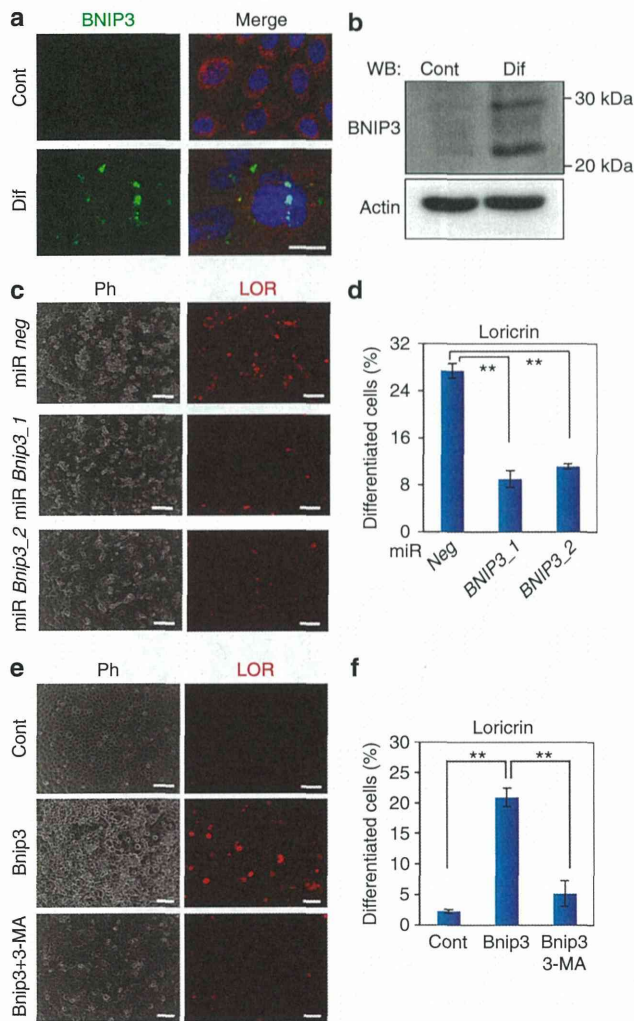 a
BNIP3 Merge
Cont
Dif
b
WB: Cont Dif
BNIP3
30 kDa
20 kDa
Actin
c
Ph LOR
miR neg
miR Bnip3_1
miR Bnip3_2
d
Loricrin
Differentiated cells (%)
32
24
16
8
0
** **
miR Neg BNIP3_1 BNIP3_2
e
Ph LOR
Cont
Bnip3
Bnip3+3-MA
f
Loricrin
Differentiated cells (%)
30
25
20
15
10
5
0
** **
Cont Bnip3 Bnip3
3-MA